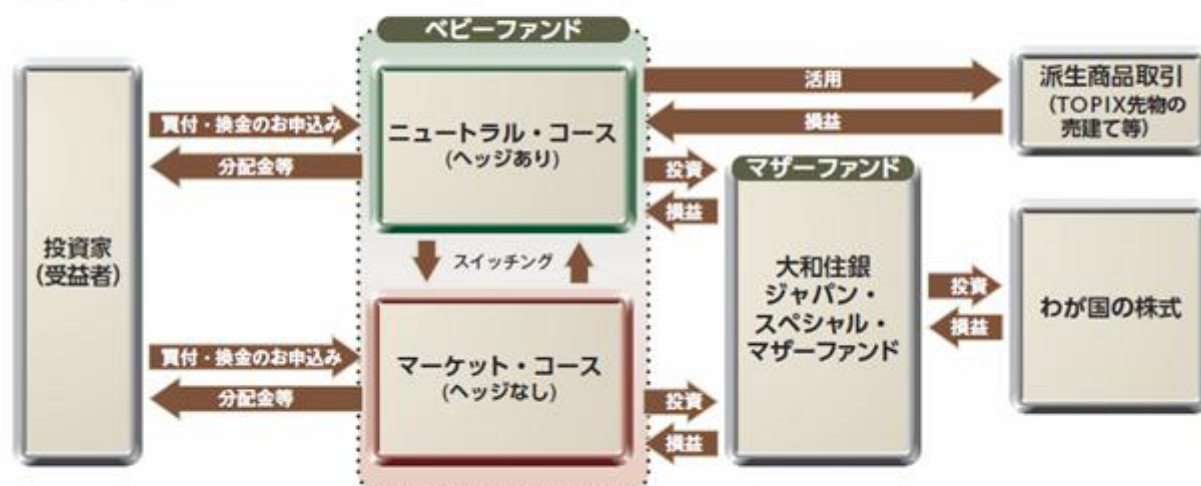 ベビーファンド
投資家
(受益者)
買付・換金のお申込み
分配金等
ニュートラル・コース
(ヘッジあり)
活用
損益
派生商品取引
(TOPIX先物の
売建て等)
投資
損益
スイッチング
買付・換金のお申込み
分配金等
マーケット・コース
(ヘッジなし)
投資
損益
マザーファンド
大和住銀
ジャパン・
スペシャル・
マザーファンド
投資
損益
わが国の株式